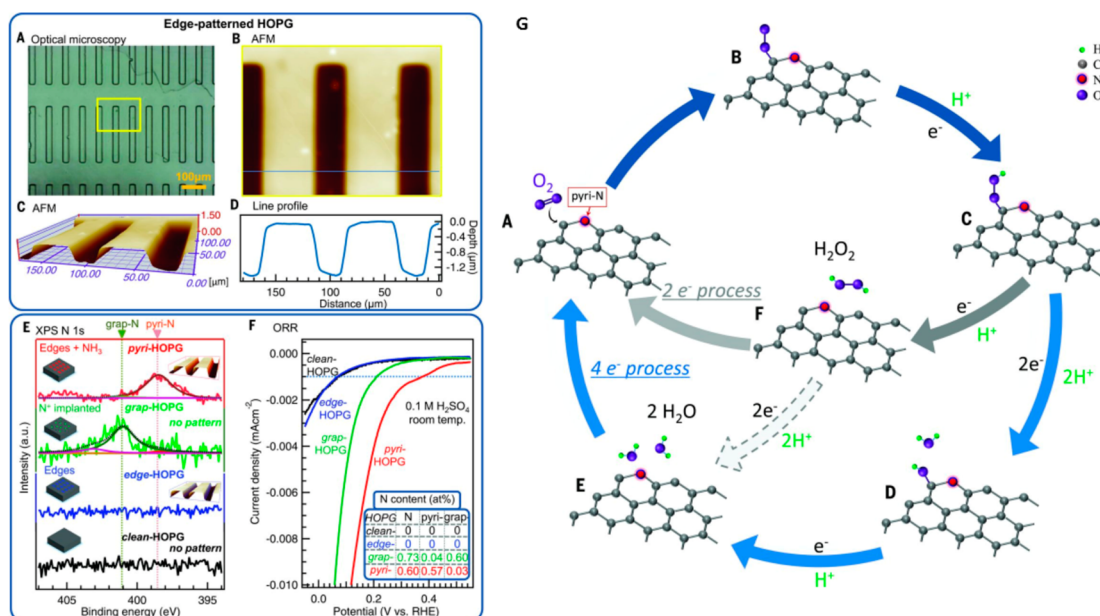 Edge-patterned HOPG
A Optical microscopy
100µm
B AFM
C AFM
1.50
0.00
100.00
50.00
0.00
[µm]
150.00
100.00
50.00
D Line profile
0.0
-0.4
-0.8
-1.2
Depth (µm)
150 100 50 0
Distance (µm)
E XPS N 1s
grap-N
pyri-N
Edges + NH3
pyri-HOPG
N+ implanted
grap-HOPG
no pattern
Edges
edge-HOPG
clean-HOPG
no pattern
Intensity (a.u.)
405 400 395
Binding energy (eV)
F ORR
0.000
-0.002
-0.004
-0.006
-0.008
-0.010
Current density (mAcm-2)
clean-
HOPG
edge-
HOPG
grap-
HOPG
pyri-
HOPG
0.1 M H2SO4
room temp.
N content (at%)
HOPG N pyri- grap-
clean- 0 0 0
edge- 0 0 0
grap- 0.73 0.04 0.60
pyri- 0.60 0.57 0.03
0.0 0.2 0.4
Potential (V vs. RHE)
G
H
C
N
O
B
H+
e-
O2
pyri-N
A
C
H2O2
2 e- process
F
e-
H+
4 e- process
2e-
2H+
2e-
2H+
2 H2O
E
D
e-
H+